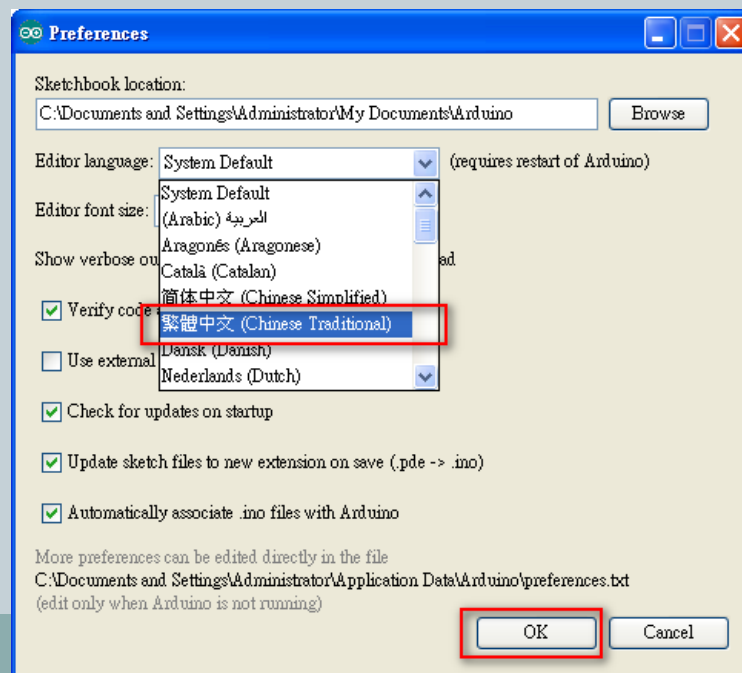 Preferences
Sketchbook location:
C:\Documents and Settings\Administrator\My Documents\Arduino Browse
Editor language: System Default (requires restart of Arduino)
System Default
Editor font size:
(Arabic) العربية
Aragonés (Aragonese)
Show verbose ou ad
Català (Catalan)
简体中文 (Chinese Simplified)
Verify code
繁體中文 (Chinese Traditional)
Dansk (Danish)
Use external
Nederlands (Dutch)
Check for updates on startup
Update sketch files to new extension on save (.pde -> .ino)
Automatically associate .ino files with Arduino
More preferences can be edited directly in the file
C:\Documents and Settings\Administrator\Application Data\Arduino\preferences.txt
(edit only when Arduino is not running)
OK Cancel